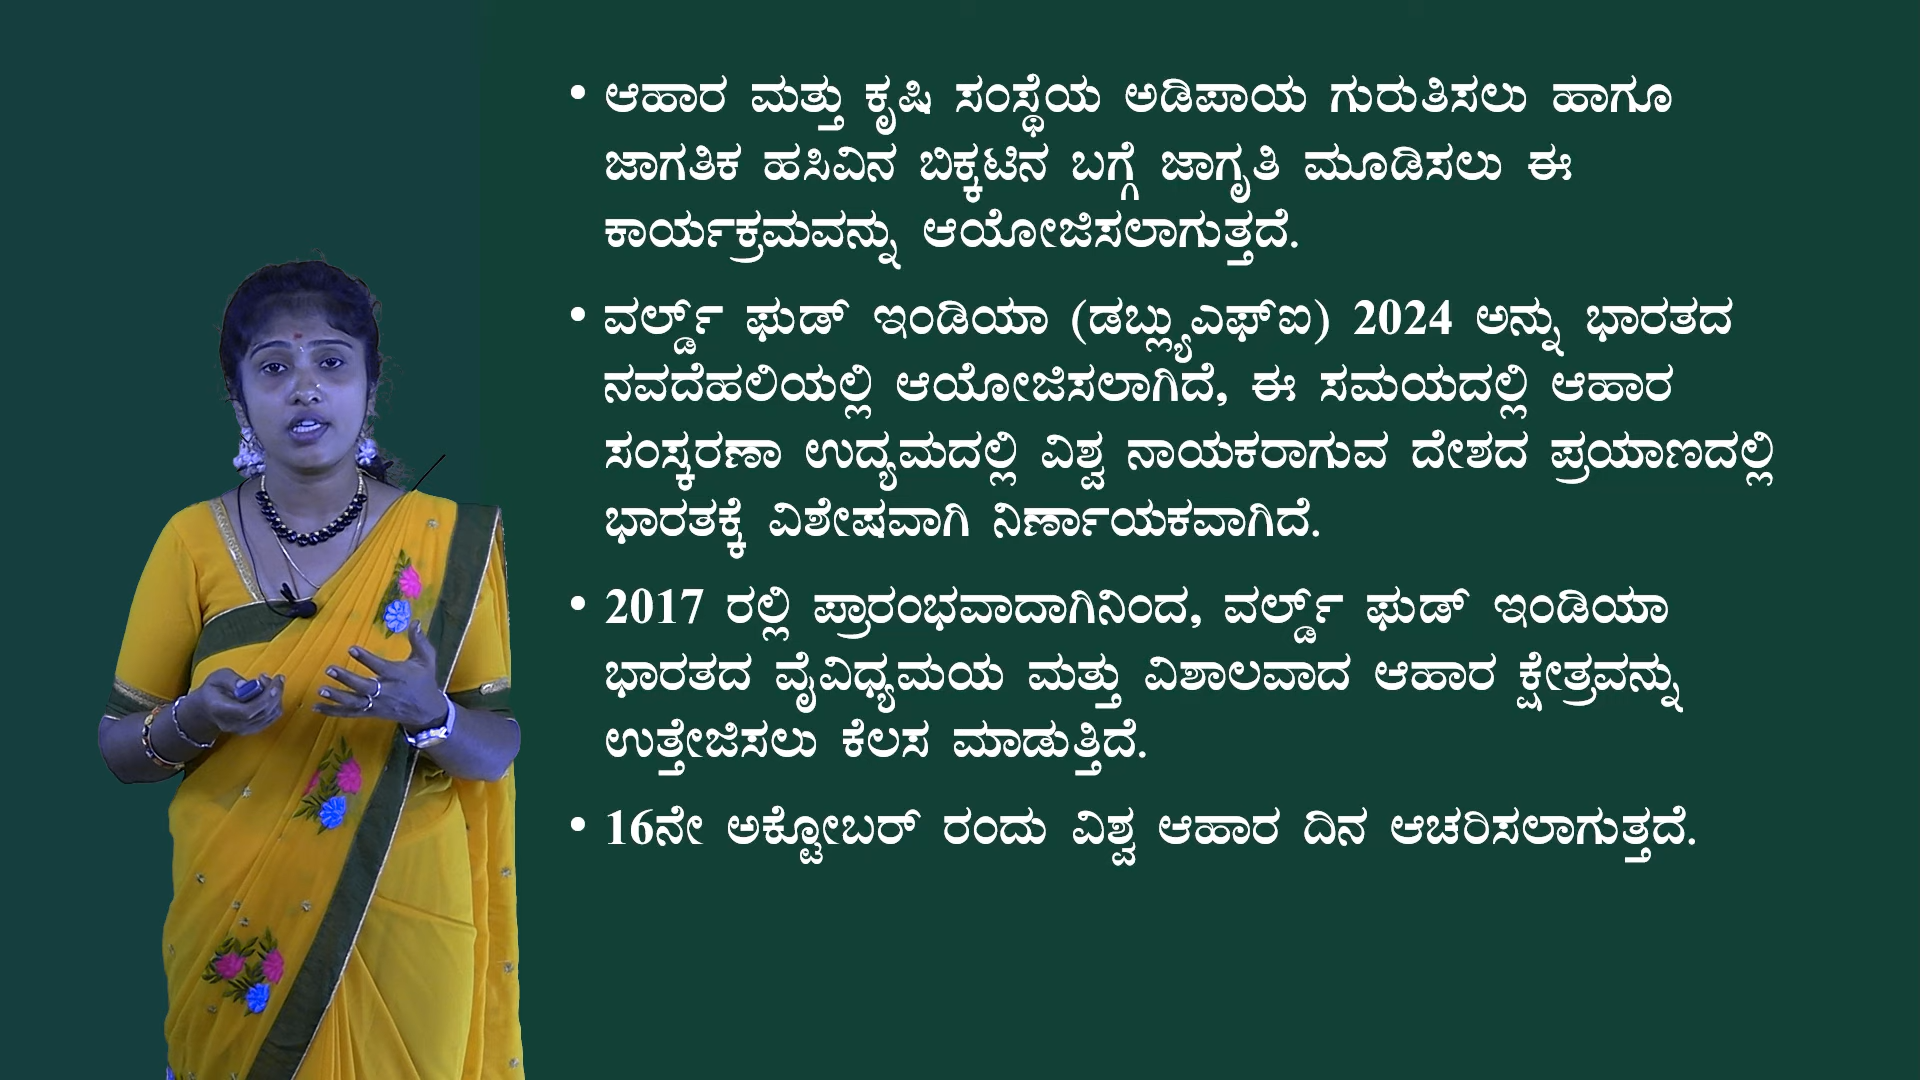 • ಆಹಾರ ಮತ್ತು ಕೃಷಿ ಸಂಸ್ಥೆಯ ಅಡಿಪಾಯ ಗುರುತಿಸಲು ಹಾಗೂ
ಜಾಗತಿಕ ಹಸಿವಿನ ಬಿಕ್ಕಟಿನ ಬಗ್ಗೆ ಜಾಗೃತಿ ಮೂಡಿಸಲು ಈ
ಕಾರ್ಯಕ್ರಮವನ್ನು ಆಯೋಜಿಸಲಾಗುತ್ತದೆ.
• ವರ್ಲ್ಡ್ ಫುಡ್ ಇಂಡಿಯಾ (ಡಬ್ಲ್ಯುಎಫ್ಐ) 2024 ಅನ್ನು ಭಾರತದ
ನವದೆಹಲಿಯಲ್ಲಿ ಆಯೋಜಿಸಲಾಗಿದೆ, ಈ ಸಮಯದಲ್ಲಿ ಆಹಾರ
ಸಂಸ್ಕರಣಾ ಉದ್ಯಮದಲ್ಲಿ ವಿಶ್ವ ನಾಯಕರಾಗುವ ದೇಶದ ಪ್ರಯಾಣದಲ್ಲಿ
ಭಾರತಕ್ಕೆ ವಿಶೇಷವಾಗಿ ನಿರ್ಣಾಯಕವಾಗಿದೆ.
• 2017 ರಲ್ಲಿ ಪ್ರಾರಂಭವಾದಾಗಿನಿಂದ, ವರ್ಲ್ಡ್ ಫುಡ್ ಇಂಡಿಯಾ
ಭಾರತದ ವೈವಿಧ್ಯಮಯ ಮತ್ತು ವಿಶಾಲವಾದ ಆಹಾರ ಕ್ಷೇತ್ರವನ್ನು
ಉತ್ತೇಜಿಸಲು ಕೆಲಸ ಮಾಡುತ್ತಿದೆ.
• 16ನೇ ಅಕ್ಟೋಬರ್ ರಂದು ವಿಶ್ವ ಆಹಾರ ದಿನ ಆಚರಿಸಲಾಗುತ್ತದೆ.